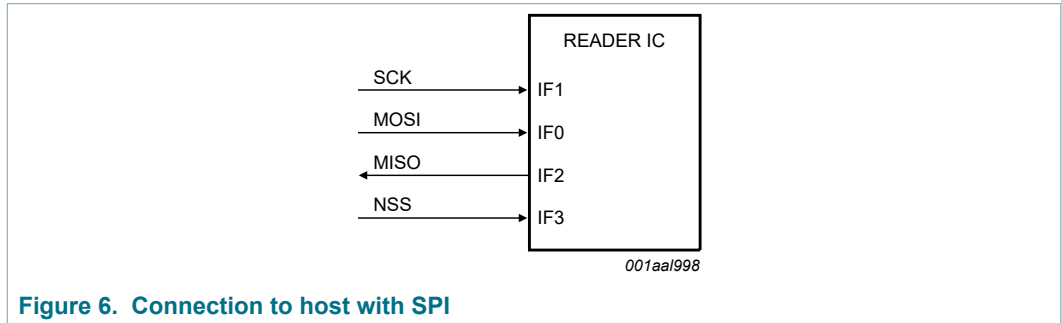 READER IC
SCK
IF1
MOSI
IF0
MISO
IF2
NSS
IF3
001aal998
Figure 6. Connection to host with SPI